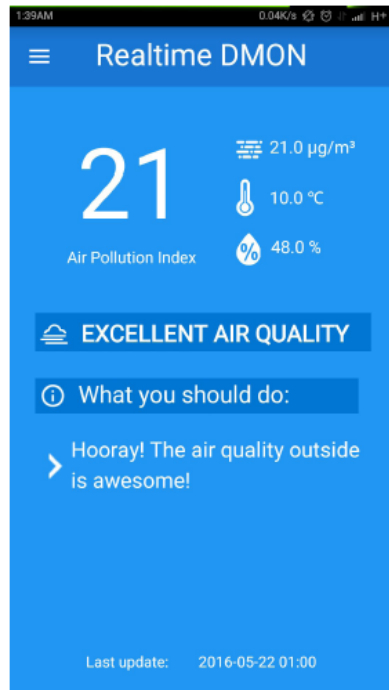 1:39AM 0.04K/s H+
Realtime DMON
21
Air Pollution Index
21.0 µg/m³
10.0 °C
% 48.0 %
EXCELLENT AIR QUALITY
What you should do:
Hooray! The air quality outside
is awesome!
Last update: 2016-05-22 01:00